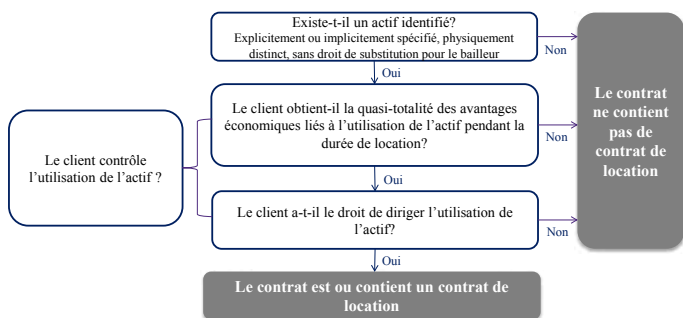 Existe-t-il un actif identifié?
Explicitement ou implicitement spécifié, physiquement
distinct, sans droit de substitution pour le bailleur
Non
Oui
Le contrat
ne contient
pas de
contrat de
location
Le client obtient-il la quasi-totalité des avantages
économiques liés à l’utilisation de l’actif pendant la
durée de location?
Non
Le client contrôle
l’utilisation de l’actif ?
Oui
Le client a-t-il le droit de diriger l’utilisation de
l’actif?
Non
Oui
Le contrat est ou contient un contrat de
location